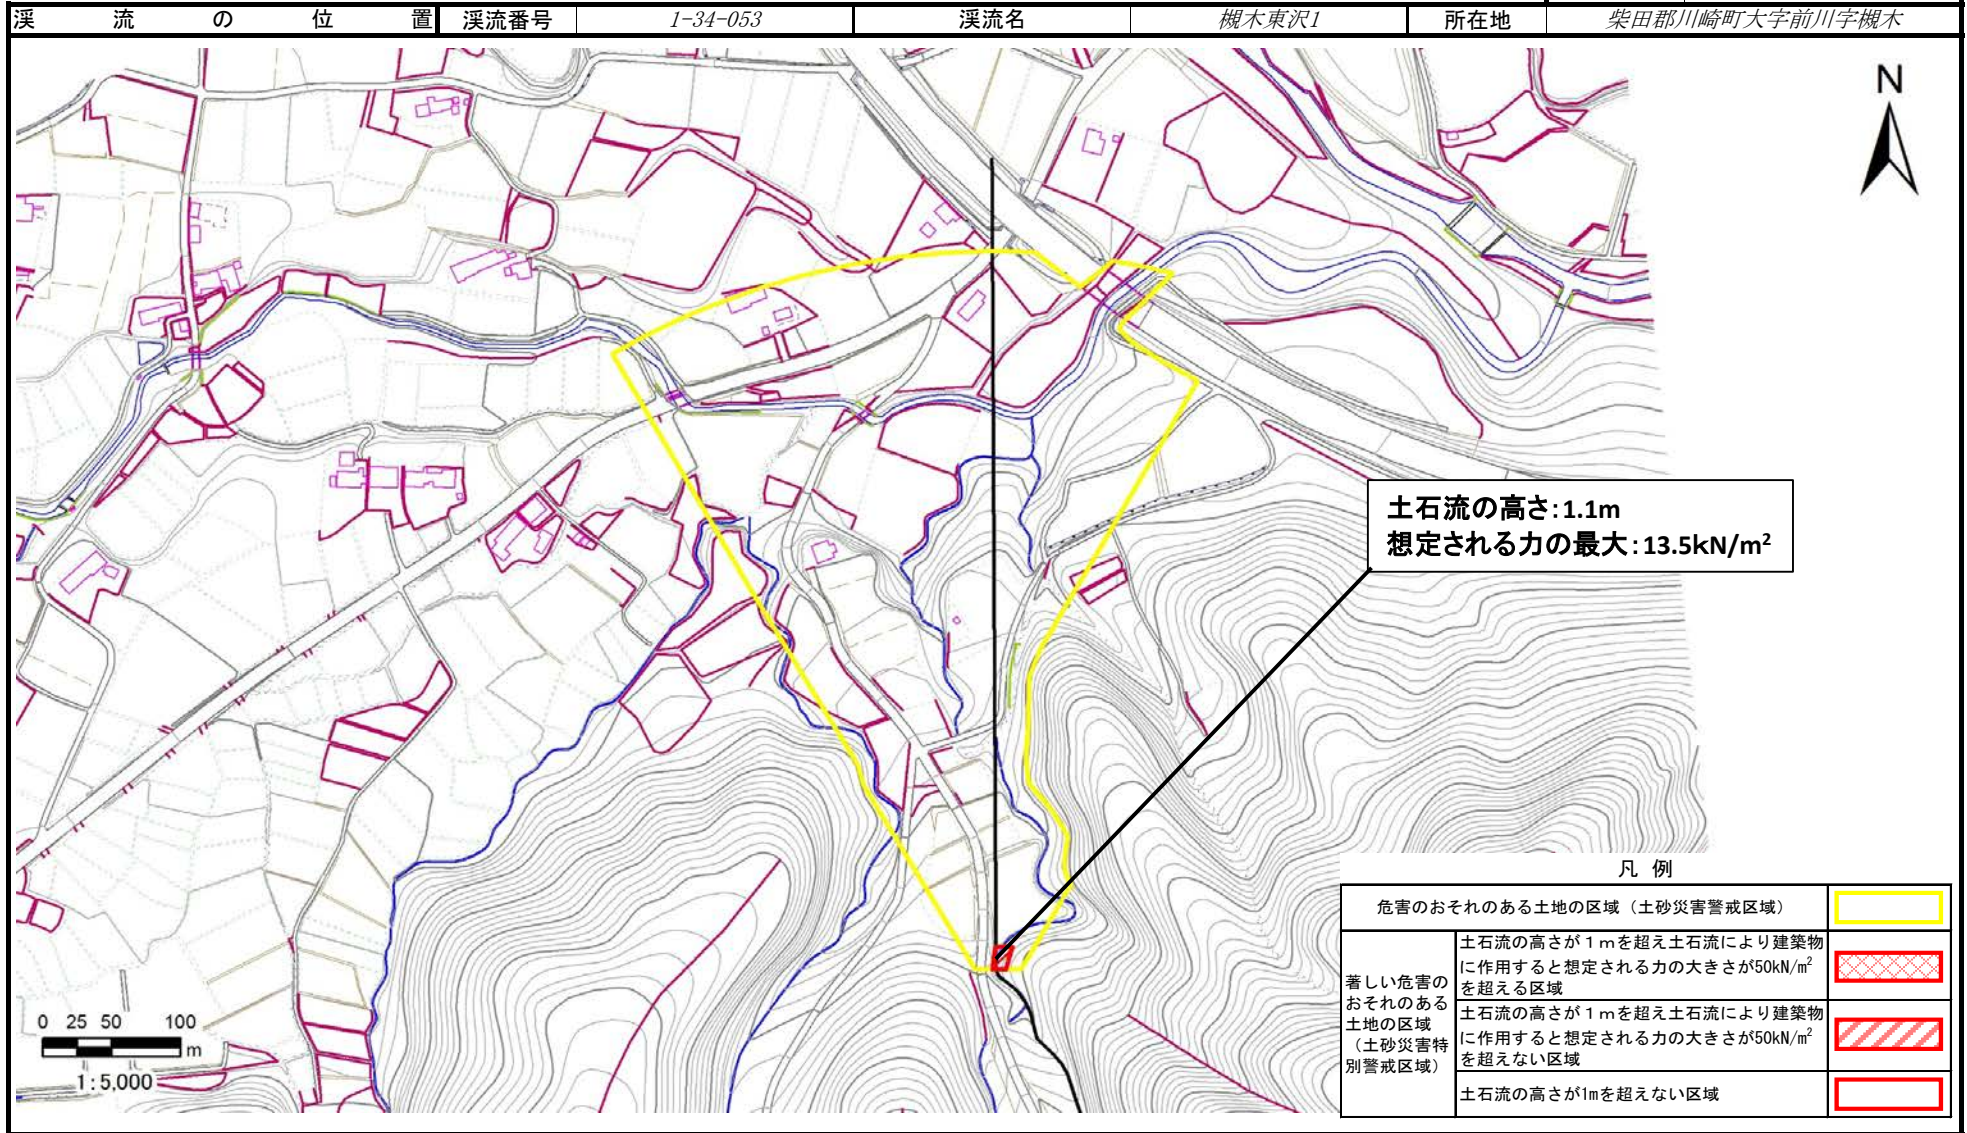 渓流の位置 渓流番号 1-34-053 渓流名 槻木東沢1 所在地 柴田郡川崎町大字前川字槻木
N
土石流の高さ：1.1m
想定される力の最大：13.5kN/m²
凡 例
危害のおそれのある土地の区域（土砂災害警戒区域）
著しい危害の
おそれのある
土地の区域
（土砂災害特
別警戒区域）
土石流の高さが１ｍを超え土石流により建築物
に作用すると想定される力の大きさが50kN/m²
を超える区域
土石流の高さが１ｍを超え土石流により建築物
に作用すると想定される力の大きさが50kN/m²
を超えない区域
土石流の高さが1mを超えない区域
0 25 50 100
m
1:5,000